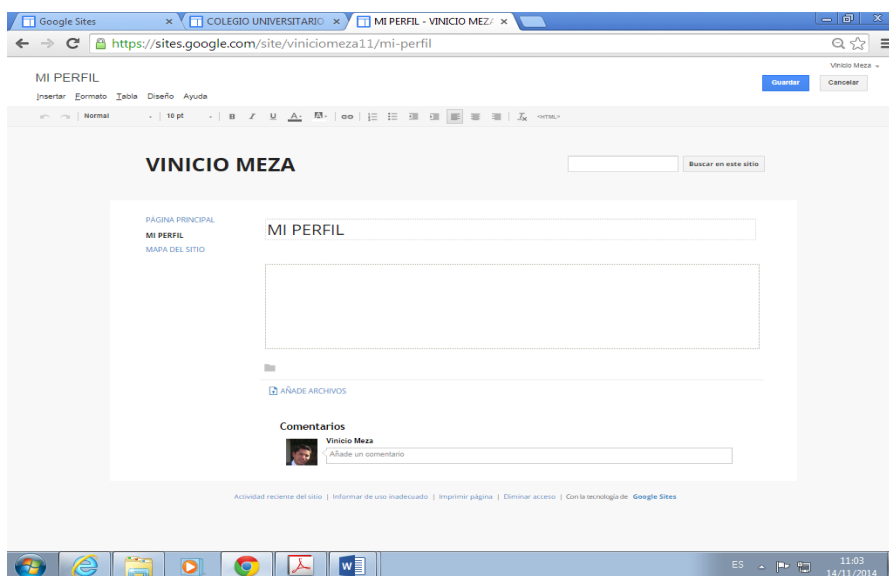 Google Sites
COLEGIO UNIVERSITARIO
MI PERFIL - VINICIO MEZA
https://sites.google.com/site/viniciomeza11/mi-perfil
Vinicio Meza
MI PERFIL
Guardar Cancelar
Insertar Formato Tabla Diseño Ayuda
Normal 10 pt B I U A A <HTML>
VINICIO MEZA
Buscar en este sitio
PÁGINA PRINCIPAL
MI PERFIL
MAPA DEL SITIO
MI PERFIL
AÑADE ARCHIVOS
Comentarios
Vinicio Meza
Añade un comentario
Actividad reciente del sitio | Informar de uso inadecuado | Imprimir página | Diminar acceso | Con la tecnología de Google Sites
ES 11:03
14/11/2014